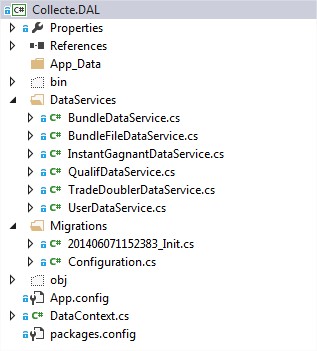 C# Collecte.DAL
Properties
References
App_Data
bin
DataServices
C# BundleDataService.cs
C# BundleFileDataService.cs
C# InstantGagnantDataService.cs
C# QualifDataService.cs
C# TradeDoublerDataService.cs
C# UserDataService.cs
Migrations
C# 201406071152383_Init.cs
C# Configuration.cs
obj
App.config
C# DataContext.cs
packages.config